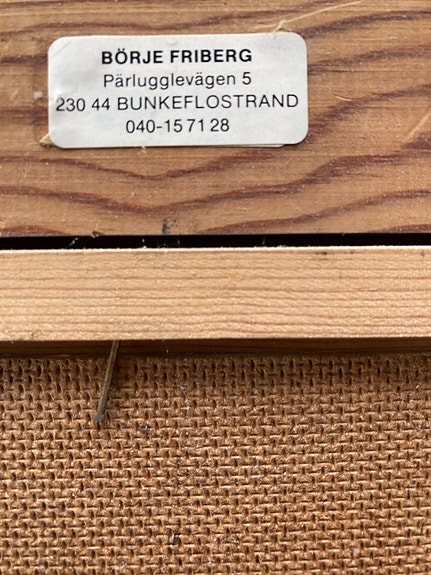 BÖRJE FRIBERG
Pärlugglevägen 5
230 44 BUNKEFLOSTRAND
040-15 71 28